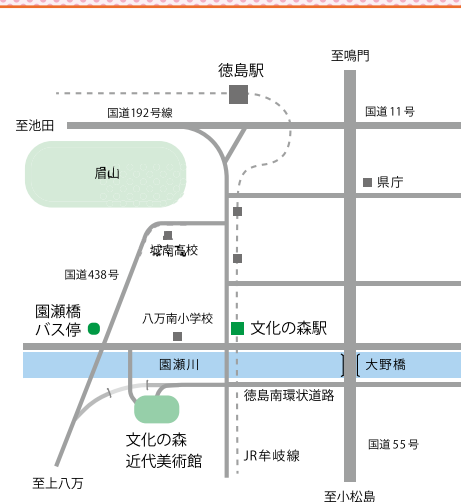 至鳴門
徳島駅
国道192号線
国道11号
至池田
眉山
県庁
城南高校
国道438号
園瀬橋
バス停
八万南小学校
文化の森駅
園瀬川
大野橋
徳島南環状道路
文化の森
近代美術館
JR牟岐線
国道55号
至上八万
至小松島